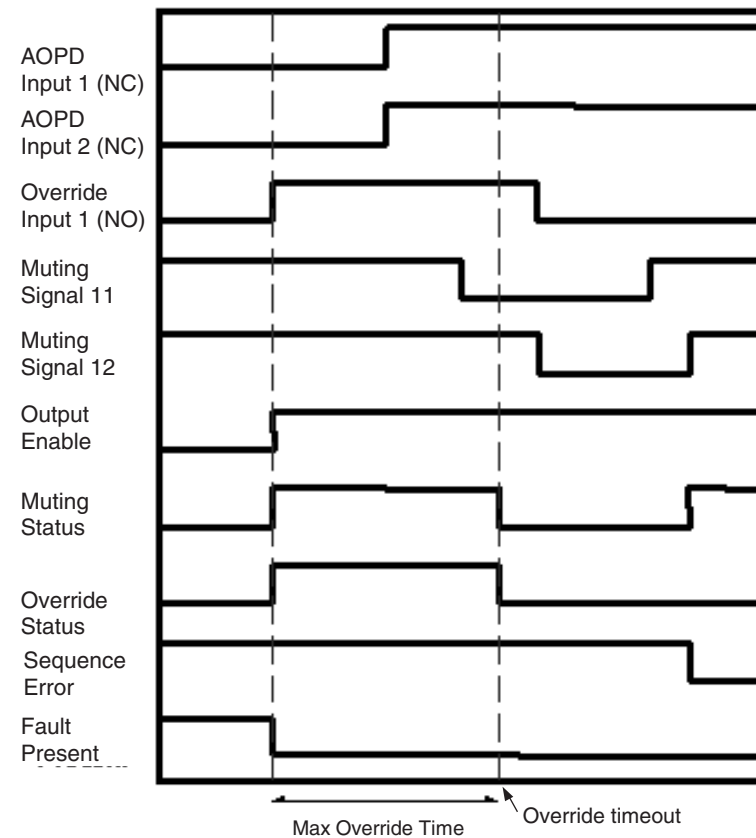 AOPD
Input 1 (NC)
AOPD
Input 2 (NC)
Override
Input 1 (NO)
Muting
Signal 11
Muting
Signal 12
Output
Enable
Muting
Status
Override
Status
Sequence
Error
Fault
Present
Max Override Time
Override timeout